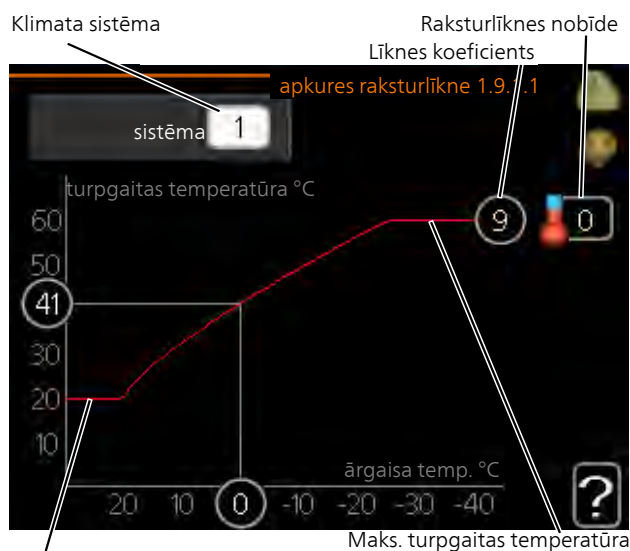 Klimata sistēma
Raksturlīknes nobīde
Līknes koeficients
apkures raksturlīkne 1.9.1.1
sistēma 1
turpgaitas temperatūra °C
60
9
0
50
41
30
20
10
ārgaisa temp. °C
20 10 0 -10 -20 -30 -40
?
Maks. turpgaitas temperatūra